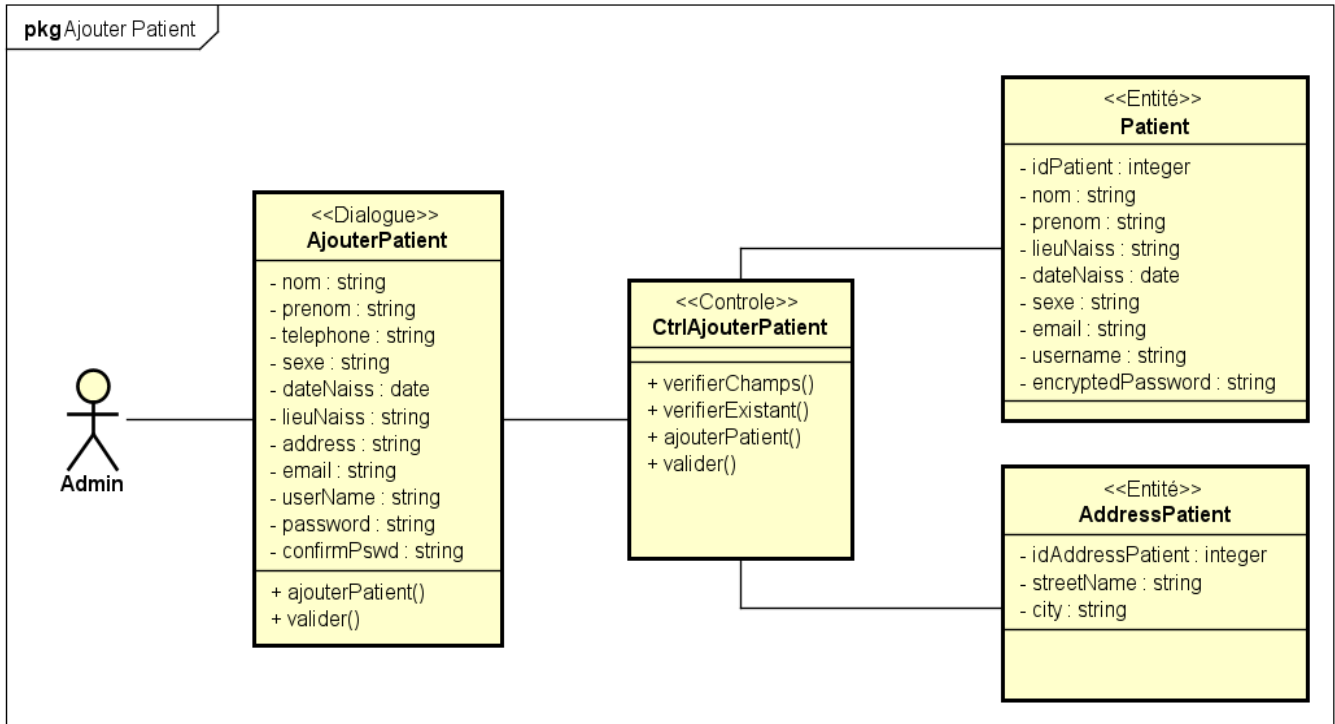 pkg Ajouter Patient
Admin
<<Dialogue>>
AjouterPatient
- nom : string
- prenom : string
- telephone : string
- sexe : string
- dateNaiss : date
- lieuNaiss : string
- address : string
- email : string
- userName : string
- password : string
- confirmPswd : string
+ ajouterPatient()
+ valider()
<<Controle>>
CtrlAjouterPatient
+ verifierChamps()
+ verifierExistant()
+ ajouterPatient()
+ valider()
<<Entité>>
Patient
- idPatient : integer
- nom : string
- prenom : string
- lieuNaiss : string
- dateNaiss : date
- sexe : string
- email : string
- username : string
- encryptedPassword : string
<<Entité>>
AddressPatient
- idAddressPatient : integer
- streetName : string
- city : string